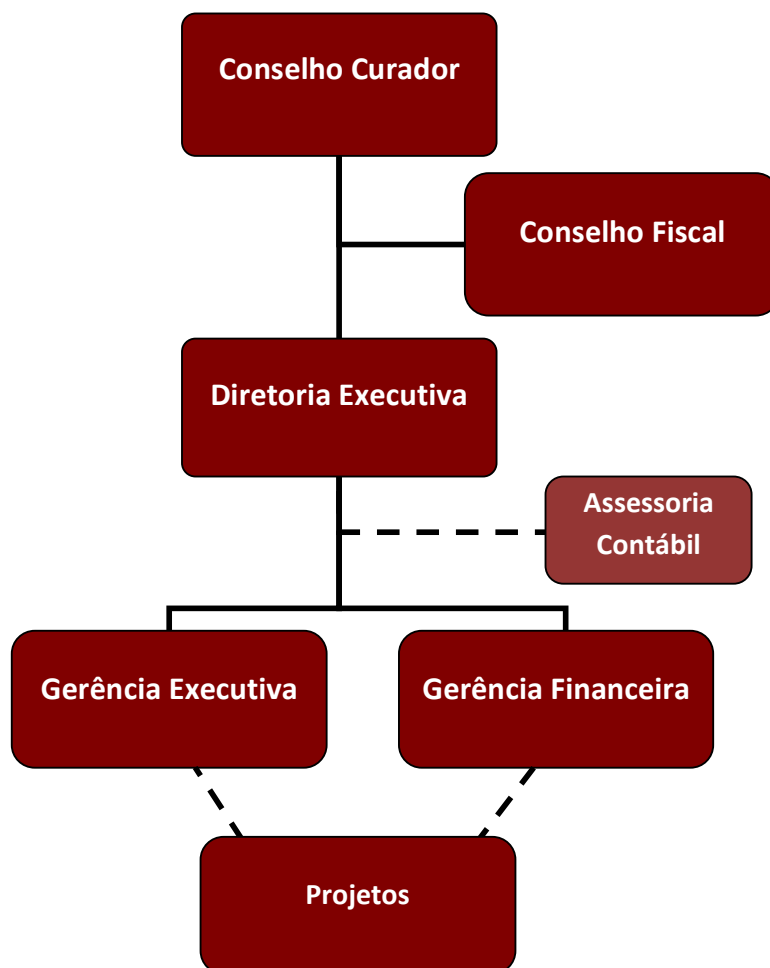 Conselho Curador
Conselho Fiscal
Diretoria Executiva
Assessoria
Contábil
Gerência Executiva
Gerência Financeira
Projetos